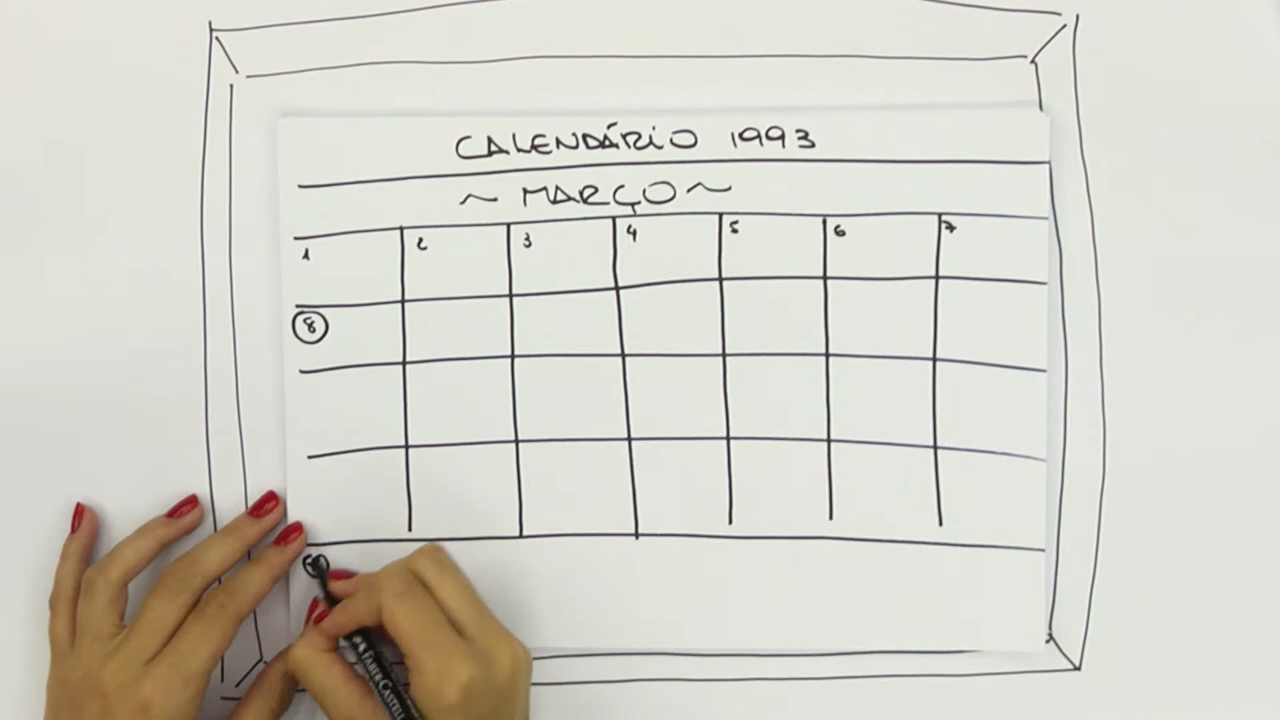 CALENDÁRIO 1993
~ MARÇO ~
1 2 3 4 5 6 7
8
FABER-CASTELL